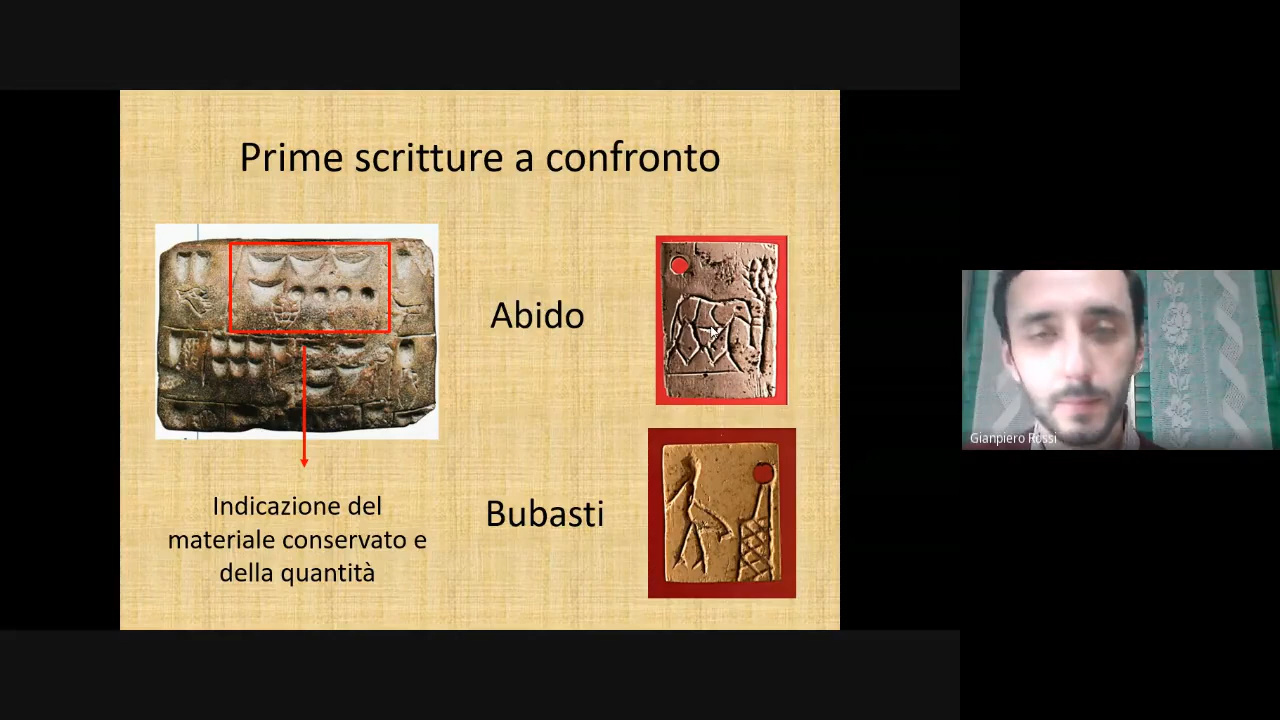 Prime scritture a confronto
Abido
Indicazione del
materiale conservato e
della quantità
Bubasti
Gianpiero Rossi